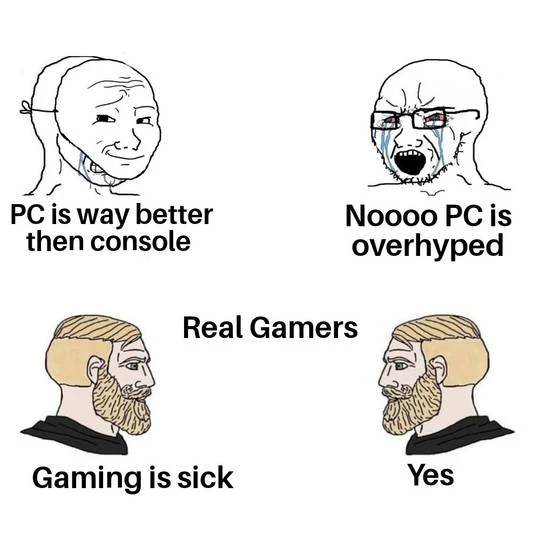 PC is way better
then console
Noooo PC is
overhyped
Real Gamers
Gaming is sick
Yes